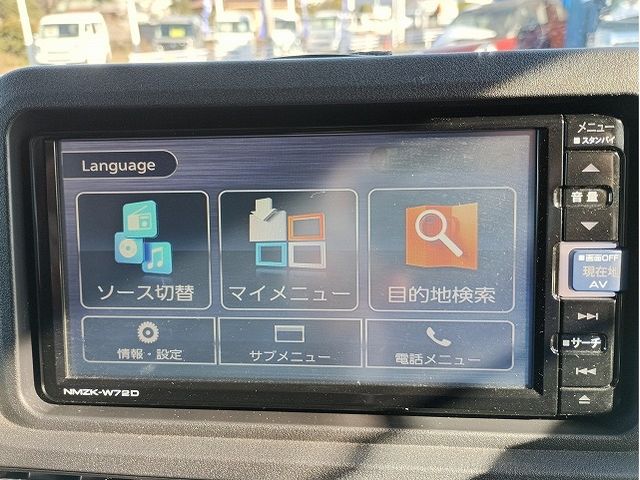 Language
ソース切替
マイメニュー
目的地検索
情報・設定
サブメニュー
電話メニュー
NMZK-W72D
メニュー
■スタンバイ
音量
■画面OFF
現在地
AV
■サーチ